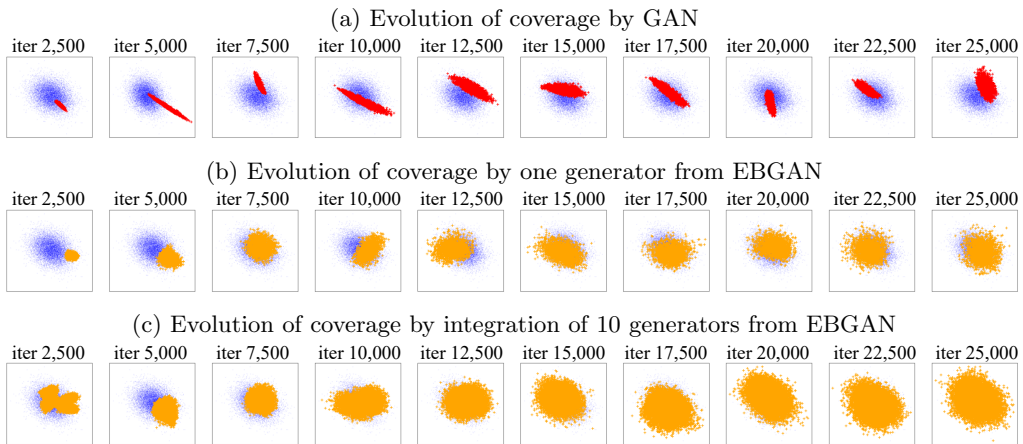 (a) Evolution of coverage by GAN
iter 2,500 iter 5,000 iter 7,500 iter 10,000 iter 12,500 iter 15,000 iter 17,500 iter 20,000 iter 22,500 iter 25,000
(b) Evolution of coverage by one generator from EBGAN
iter 2,500 iter 5,000 iter 7,500 iter 10,000 iter 12,500 iter 15,000 iter 17,500 iter 20,000 iter 22,500 iter 25,000
(c) Evolution of coverage by integration of 10 generators from EBGAN
iter 2,500 iter 5,000 iter 7,500 iter 10,000 iter 12,500 iter 15,000 iter 17,500 iter 20,000 iter 22,500 iter 25,000